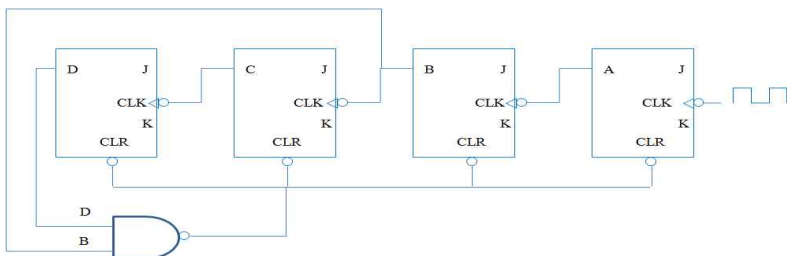 D J C J B J A J
CLK CLK CLK CLK
K K K K
CLR CLR CLR CLR
D
B